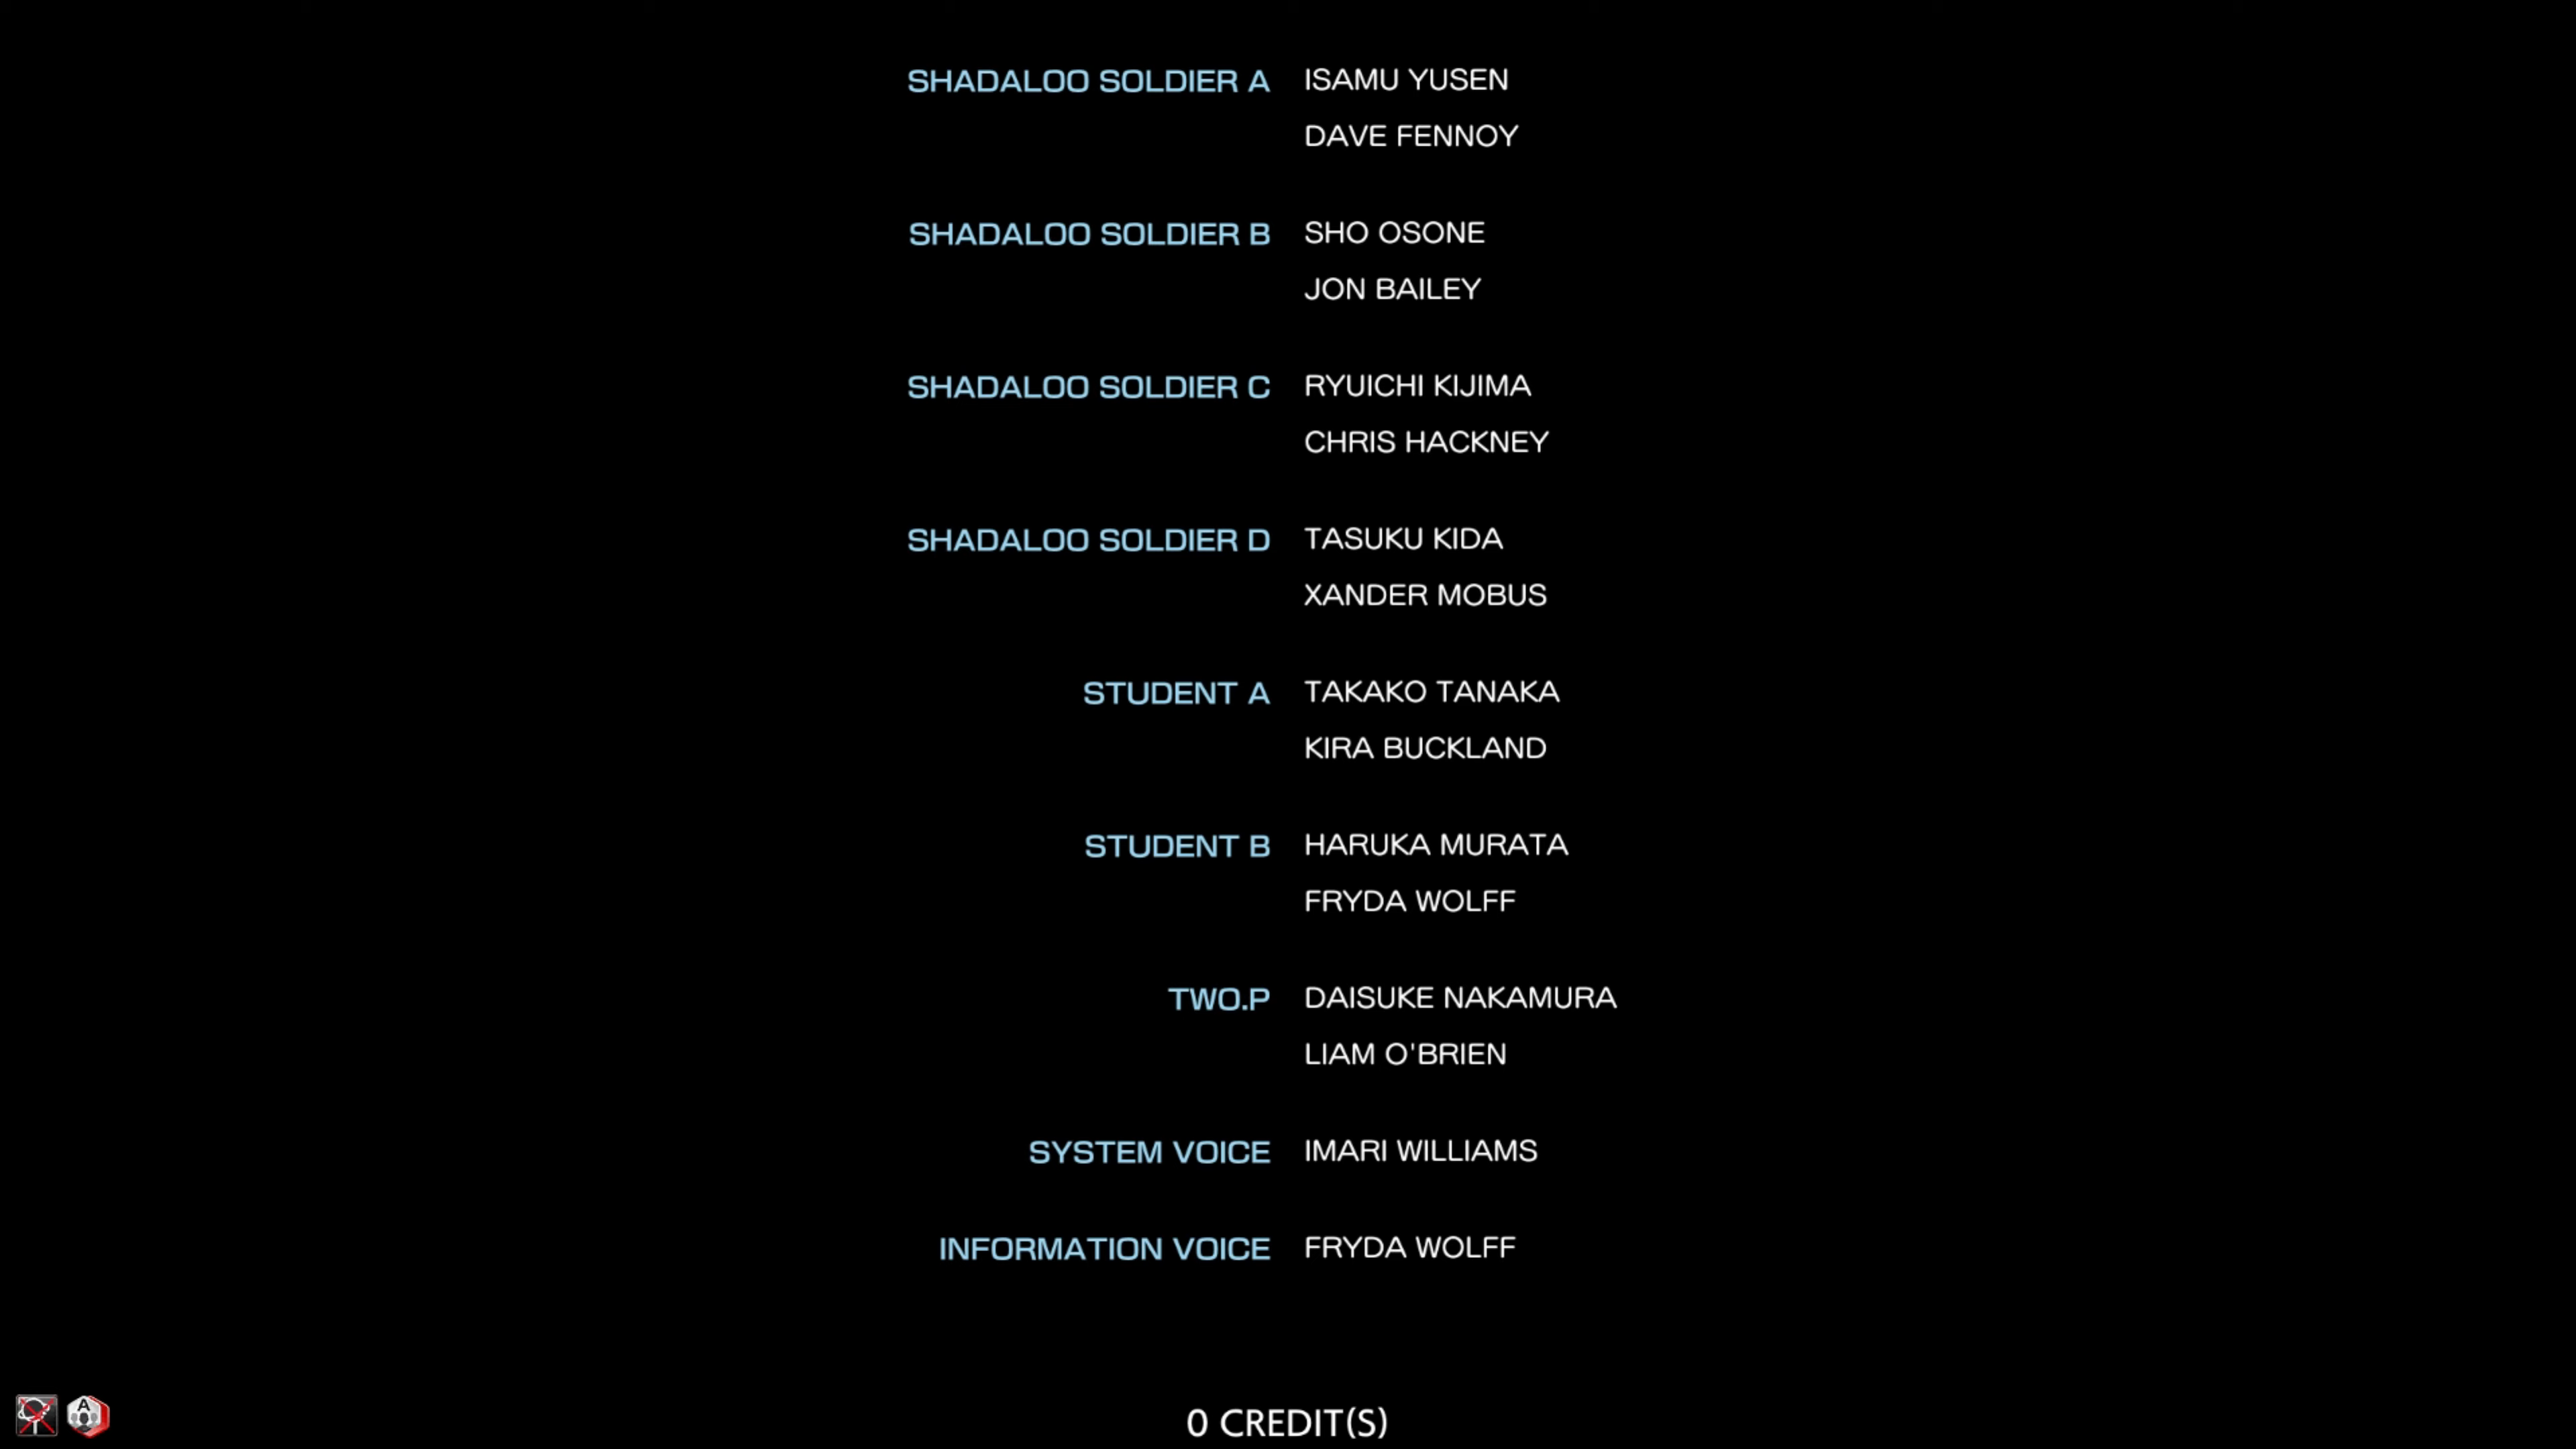 SHADALOO SOLDIER A ISAMU YUSEN
DAVE FENNOY
SHADALOO SOLDIER B SHO OSONE
JON BAILEY
SHADALOO SOLDIER C RYUICHI KIJIMA
CHRIS HACKNEY
SHADALOO SOLDIER D TASUKU KIDA
XANDER MOBUS
STUDENT A TAKAKO TANAKA
KIRA BUCKLAND
STUDENT B HARUKA MURATA
FRYDA WOLFF
TWO.P DAISUKE NAKAMURA
LIAM O'BRIEN
SYSTEM VOICE IMARI WILLIAMS
INFORMATION VOICE FRYDA WOLFF
A
0 CREDIT(S)